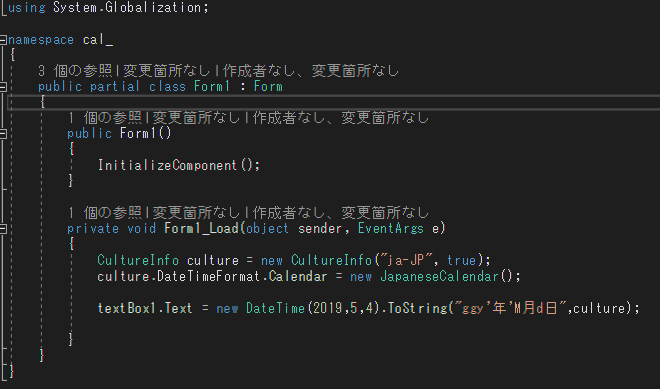 using System.Globalization;
namespace cal_
{
3 個の参照|変更箇所なし|作成者なし、変更箇所なし
public partial class Form1 : Form
{
1 個の参照|変更箇所なし|作成者なし、変更箇所なし
public Form1()
{
InitializeComponent();
}
1 個の参照|変更箇所なし|作成者なし、変更箇所なし
private void Form1_Load(object sender, EventArgs e)
{
CultureInfo culture = new CultureInfo("ja-JP", true);
culture.DateTimeFormat.Calendar = new JapaneseCalendar();
textBox1.Text = new DateTime(2019,5,4).ToString("ggy'年'M月d日",culture);
}
}
}